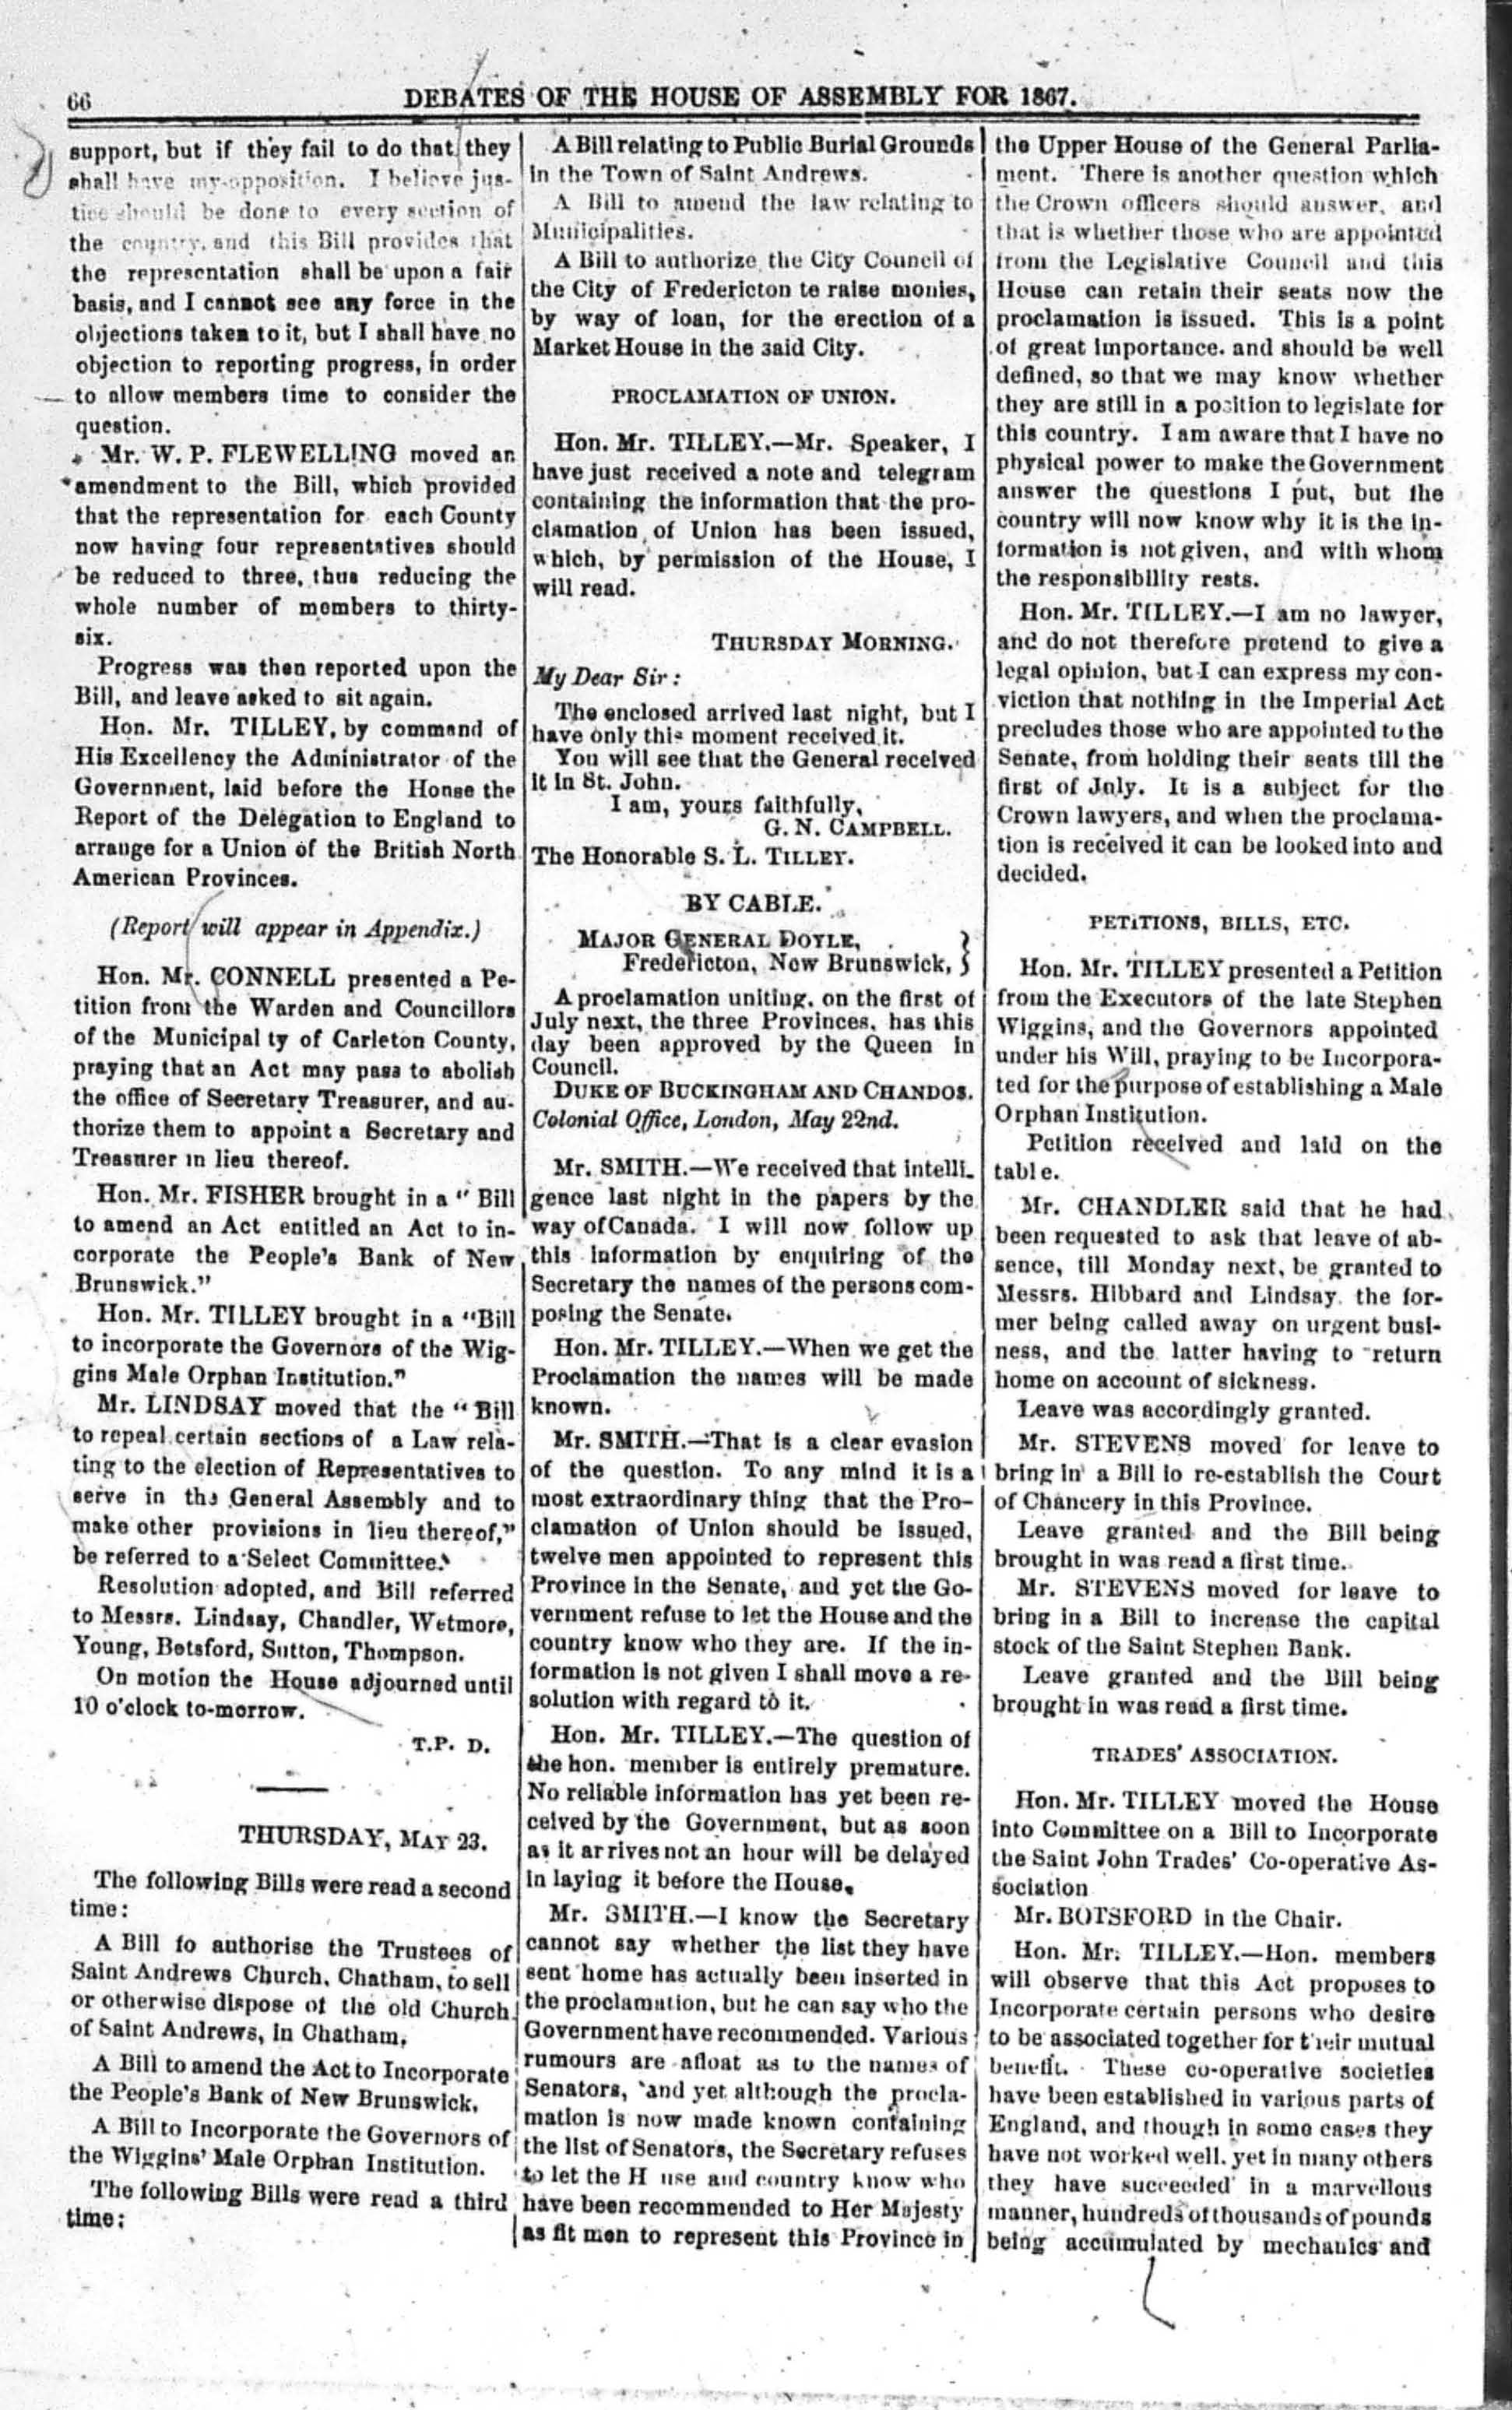 66
DEBATES OF THE HOUSE OF ASSEMBLY FOR 1867.
support, but if they fail to do that they
shall have my opposition. I believe jus-
tice should be done to every section of
the country, and this Bill provides that
the representation shall be upon a fair
basis, and I cannot see any force in the
objections taken to it, but I shall have no
objection to reporting progress, in order
to allow members time to consider the
question.
Mr. W. P. FLEWELLING moved an
amendment to the Bill, which provided
that the representation for each County
now having four representatives should
be reduced to three, thus reducing the
whole number of members to thirty-
six.
Progress was then reported upon the
Bill, and leave asked to sit again.
Hon. Mr. TILLEY, by command of
His Excellency the Administrator of the
Government, laid before the House the
Report of the Delegation to England to
arrange for a Union of the British North
American Provinces.
(Report will appear in Appendix.)
Hon. Mr. CONNELL presented a Pe-
tition from the Warden and Councillors
of the Municipal ty of Carleton County,
praying that an Act may pass to abolish
the office of Secretary Treasurer, and au-
thorize them to appoint a Secretary and
Treasurer in lieu thereof.
Hon. Mr. FISHER brought in a "Bill
to amend an Act entitled an Act to in-
corporate the People's Bank of New
Brunswick."
Hon. Mr. TILLEY brought in a "Bill
to incorporate the Governors of the Wig-
gins Male Orphan Institution."
Mr. LINDSAY moved that the "Bill
to repeal certain sections of a Law rela-
ting to the election of Representatives to
serve in the General Assembly and to
make other provisions in lieu thereof,"
be referred to a Select Committee.
Resolution adopted, and Bill referred
to Messrs. Lindsay, Chandler, Wetmore,
Young, Botsford, Sutton, Thompson.
On motion the House adjourned until
10 o'clock to-morrow.
T.P. D.
THURSDAY, MAY 23.
The following Bills were read a second
time:
A Bill to authorise the Trustees of
Saint Andrews Church, Chatham, to sell
or otherwise dispose of the old Church
of Saint Andrews, in Chatham,
A Bill to amend the Act to Incorporate
the People's Bank of New Brunswick,
A Bill to Incorporate the Governors of
the Wiggins' Male Orphan Institution.
The following Bills were read a third
time:
A Bill relating to Public Burial Grounds
in the Town of Saint Andrews.
A Bill to amend the law relating to
Municipalities.
A Bill to authorize the City Council of
the City of Fredericton te raise monies,
by way of loan, for the erection of a
Market House in the said City.
PROCLAMATION OF UNION.
Hon. Mr. TILLEY.—Mr. Speaker, I
have just received a note and telegram
containing the information that the pro-
clamation of Union has been issued,
which, by permission of the House, I
will read.
THURSDAY MORNING.
My Dear Sir:
The enclosed arrived last night, but I
have only this moment received it.
You will see that the General received
it in St. John.
I am, yours faithfully,
G. N. CAMPBELL.
The Honorable S. L. TILLEY.
BY CABLE.
MAJOR GENERAL DOYLE,
Fredericton, New Brunswick, }
A proclamation uniting, on the first of
July next, the three Provinces, has this
day been approved by the Queen in
Council.
DUKE OF BUCKINGHAM AND CHANDOS.
Colonial Office, London, May 22nd.
Mr. SMITH.—We received that intelli-
gence last night in the papers by the
way of Canada. I will now follow up
this information by enquiring of the
Secretary the names of the persons com-
posing the Senate.
Hon. Mr. TILLEY.—When we get the
Proclamation the names will be made
known.
Mr. SMITH.—That is a clear evasion
of the question. To any mind it is a
most extraordinary thing that the Pro-
clamation of Union should be issued,
twelve men appointed to represent this
Province in the Senate, and yet the Go-
vernment refuse to let the House and the
country know who they are. If the in-
formation is not given I shall move a re-
solution with regard to it.
Hon. Mr. TILLEY.—The question of
the hon. member is entirely premature.
No reliable information has yet been re-
ceived by the Government, but as soon
as it arrives not an hour will be delayed
in laying it before the House.
Mr. SMITH.—I know the Secretary
cannot say whether the list they have
sent home has actually been inserted in
the proclamation, but he can say who the
Government have recommended. Various
rumours are afloat as to the names of
Senators, and yet although the procla-
mation is now made known containing
the list of Senators, the Secretary refuses
to let the H use and country know who
have been recommended to Her Majesty
as fit men to represent this Province in
the Upper House of the General Parlia-
ment. There is another question which
the Crown officers should answer, and
that is whether those who are appointed
from the Legislative Council and this
House can retain their seats now the
proclamation is issued. This is a point
of great importance, and should be well
defined, so that we may know whether
they are still in a position to legislate for
this country. I am aware that I have no
physical power to make the Government
answer the questions I put, but the
country will now know why it is the in-
formation is not given, and with whom
the responsibility rests.
Hon. Mr. TILLEY.—I am no lawyer,
and do not therefore pretend to give a
legal opinion, but I can express my con-
viction that nothing in the Imperial Act
precludes those who are appointed to the
Senate, from holding their seats till the
first of July. It is a subject for the
Crown lawyers, and when the proclama-
tion is received it can be looked into and
decided.
PETITIONS, BILLS, ETC.
Hon. Mr. TILLEY presented a Petition
from the Executors of the late Stephen
Wiggins, and the Governors appointed
under his Will, praying to be Incorpora-
ted for the purpose of establishing a Male
Orphan Institution.
Petition received and laid on the
table.
Mr. CHANDLER said that he had
been requested to ask that leave of ab-
sence, till Monday next, be granted to
Messrs. Hibbard and Lindsay, the for-
mer being called away on urgent busi-
ness, and the latter having to return
home on account of sickness.
Leave was accordingly granted.
Mr. STEVENS moved for leave to
bring in a Bill to re-establish the Court
of Chancery in this Province.
Leave granted and the Bill being
brought in was read a first time.
Mr. STEVENS moved for leave to
bring in a Bill to increase the capital
stock of the Saint Stephen Bank.
Leave granted and the Bill being
brought in was read a first time.
TRADES' ASSOCIATION.
Hon. Mr. TILLEY moved the House
into Committee on a Bill to Incorporate
the Saint John Trades' Co-operative As-
sociation
Mr. BOTSFORD in the Chair.
Hon. Mr. TILLEY.—Hon. members
will observe that this Act proposes to
Incorporate certain persons who desire
to be associated together for their mutual
benefit. These co-operative societies
have been established in various parts of
England, and though in some cases they
have not worked well, yet in many others
they have succeeded in a marvellous
manner, hundreds of thousands of pounds
being accumulated by mechanics and